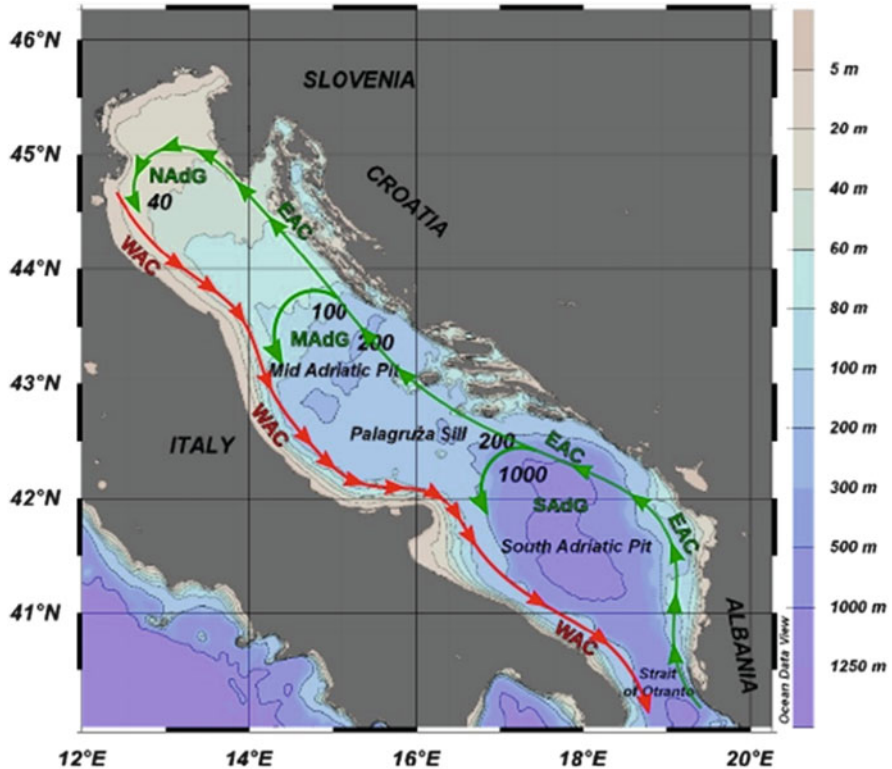 46°N
45°N
44°N
43°N
42°N
41°N
12°E
14°E
16°E
18°E
20°E
SLOVENIA
CROATIA
ITALY
ALBANIA
NAdG
40
EAC
WAC
100
MAdG
200
Mid Adriatic Pit
WAC
Palagruža Sill
200
EAC
1000
SAdG
EAC
South Adriatic Pit
WAC
Strait
of Otranto
Ocean Data View
5 m
20 m
40 m
60 m
80 m
100 m
200 m
300 m
500 m
1000 m
1250 m